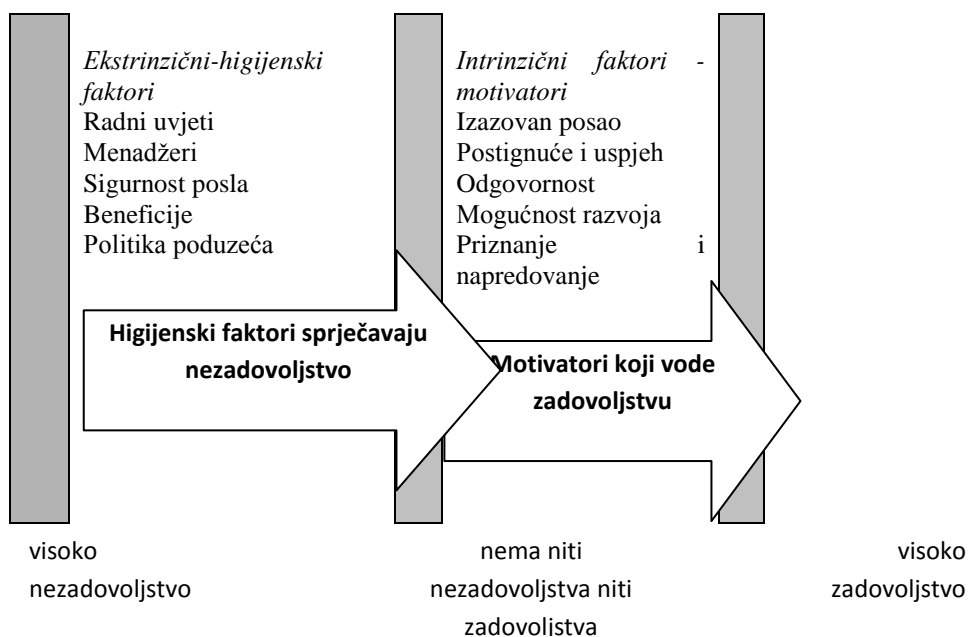 Ekstrinzični-higijenski
faktori
Radni uvjeti
Menadžeri
Sigurnost posla
Beneficije
Politika poduzeća
Intrinzični faktori -
motivatori
Izazovan posao
Postignuće i uspjeh
Odgovornost
Mogućnost razvoja
Priznanje i
napredovanje
Higijenski faktori sprječavaju
nezadovoljstvo
Motivatori koji vode
zadovoljstvu
visoko
nezadovoljstvo
nema niti
nezadovoljstva niti
zadovoljstva
visoko
zadovoljstvo